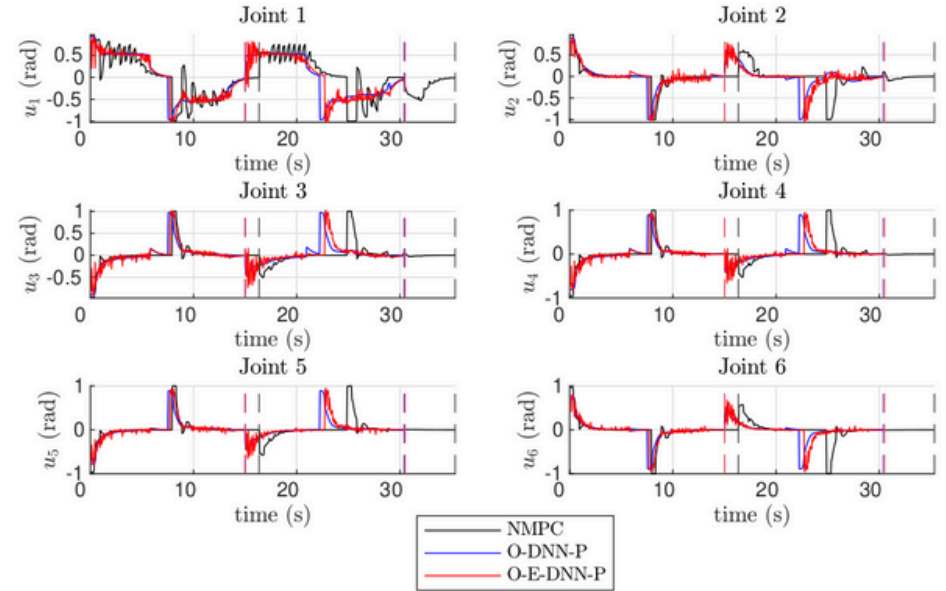 Joint 1
Joint 2
u1 (rad)
0.5
0
-0.5
-1
0
10
20
30
time (s)
u2 (rad)
0.5
0
-0.5
-1
0
10
20
30
time (s)
Joint 3
Joint 4
u3 (rad)
1
0.5
0
-0.5
0
10
20
30
time (s)
u4 (rad)
1
0
-1
0
10
20
30
time (s)
Joint 5
Joint 6
u5 (rad)
1
0
-1
0
10
20
30
time (s)
u6 (rad)
1
0
-1
0
10
20
30
time (s)
NMPC
O-DNN-P
O-E-DNN-P